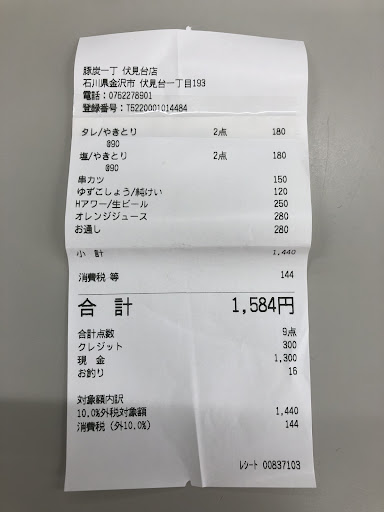 豚炭一丁 伏見台店
石川県金沢市 伏見台一丁目193
電話：0762278901
登録番号：T5220001014484
タレ/やきとり 2点 180
@90
塩/やきとり 2点 180
@90
串カツ 150
ゆずこしょう/純けい 120
Hアワー/生ビール 250
オレンジジュース 280
お通し 280
小 計 1,440
消費税 等 144
合 計 1,584円
合計点数 9点
クレジット 300
現 金 1,300
お釣り 16
対象額内訳
10.0%外税対象額 1,440
消費税 (外10.0%) 144
レシート 00837103